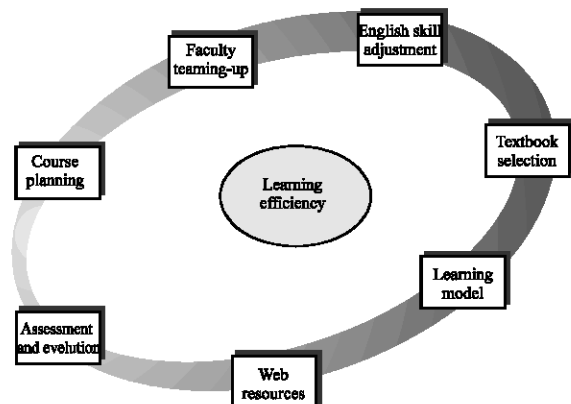 English skill
adjustment
Faculty
teaming-up
Textbook
selection
Course
planning
Learning
efficiency
Learning
model
Assessment
and evelution
Web
resources